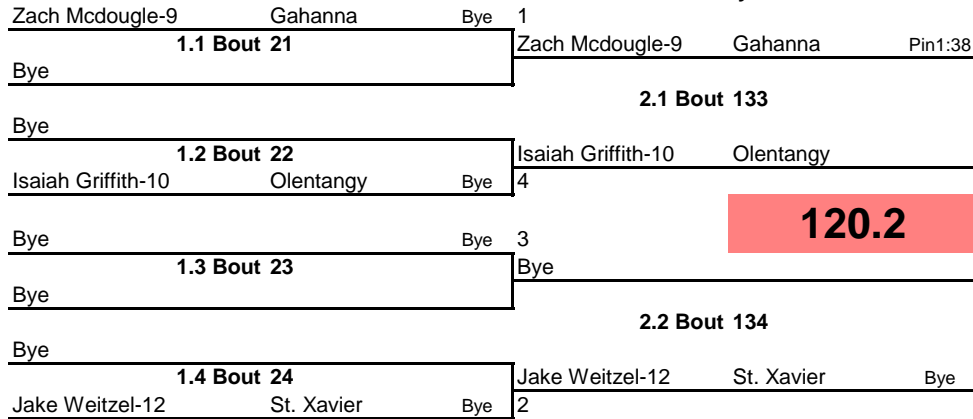 Zach Mcdougle-9 Gahanna Bye 1
1.1 Bout 21
Zach Mcdougle-9 Gahanna Pin1:38
Bye
2.1 Bout 133
Bye
1.2 Bout 22
Isaiah Griffith-10 Olentangy
Isaiah Griffith-10 Olentangy Bye 4
120.2
Bye Bye 3
1.3 Bout 23
Bye
Bye
2.2 Bout 134
Bye
1.4 Bout 24
Jake Weitzel-12 St. Xavier Bye
Jake Weitzel-12 St. Xavier Bye 2